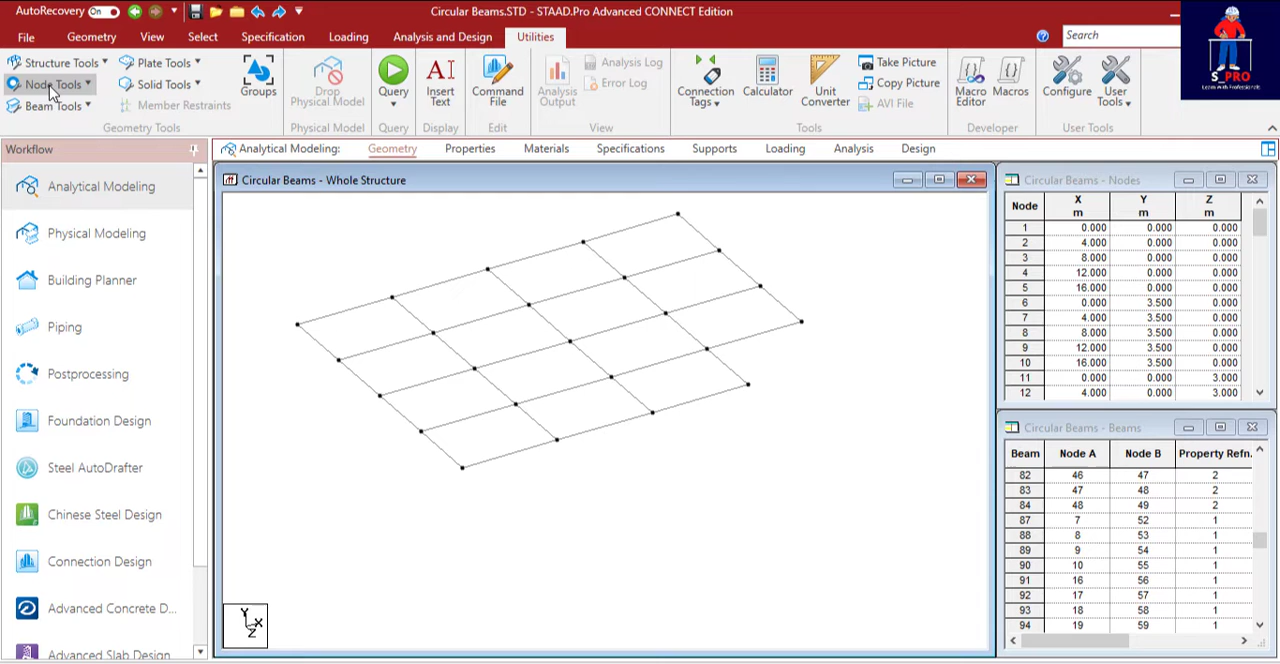 AutoRecovery On
Circular Beams.STD - STAAD.Pro Advanced CONNECT Edition
File Geometry View Select Specification Loading Analysis and Design Utilities
Search
S_PRO
Learn With Professionals
Structure Tools
Node Tools
Beam Tools
Plate Tools
Solid Tools
Member Restraints
Geometry Tools
Groups
Drop
Physical Model
Physical Model
Query
Query
Insert
Text
Display
Command
File
Edit
Analysis
Output
Analysis Log
Error Log
View
Connection
Tags
Calculator
Unit
Converter
Take Picture
Copy Picture
AVI File
Tools
Macro
Editor
Macros
Developer
Configure
User
Tools
User Tools
Workflow
Analytical Modeling: Geometry Properties Materials Specifications Supports Loading Analysis Design
Analytical Modeling
Physical Modeling
Building Planner
Piping
Postprocessing
Foundation Design
Steel AutoDrafter
Chinese Steel Design
Connection Design
Advanced Concrete D...
Advanced Slab Design
Circular Beams - Whole Structure
Y
X
Z
Circular Beams - Nodes
Node X m Y m Z m
1 0.000 0.000 0.000
2 4.000 0.000 0.000
3 8.000 0.000 0.000
4 12.000 0.000 0.000
5 16.000 0.000 0.000
6 0.000 3.500 0.000
7 4.000 3.500 0.000
8 8.000 3.500 0.000
9 12.000 3.500 0.000
10 16.000 3.500 0.000
11 0.000 0.000 3.000
12 4.000 0.000 3.000
Circular Beams - Beams
Beam Node A Node B Property Refn.
82 46 47 2
83 47 48 2
84 48 49 2
87 7 52 1
88 8 53 1
89 9 54 1
90 10 55 1
91 16 56 1
92 17 57 1
93 18 58 1
94 19 59 1